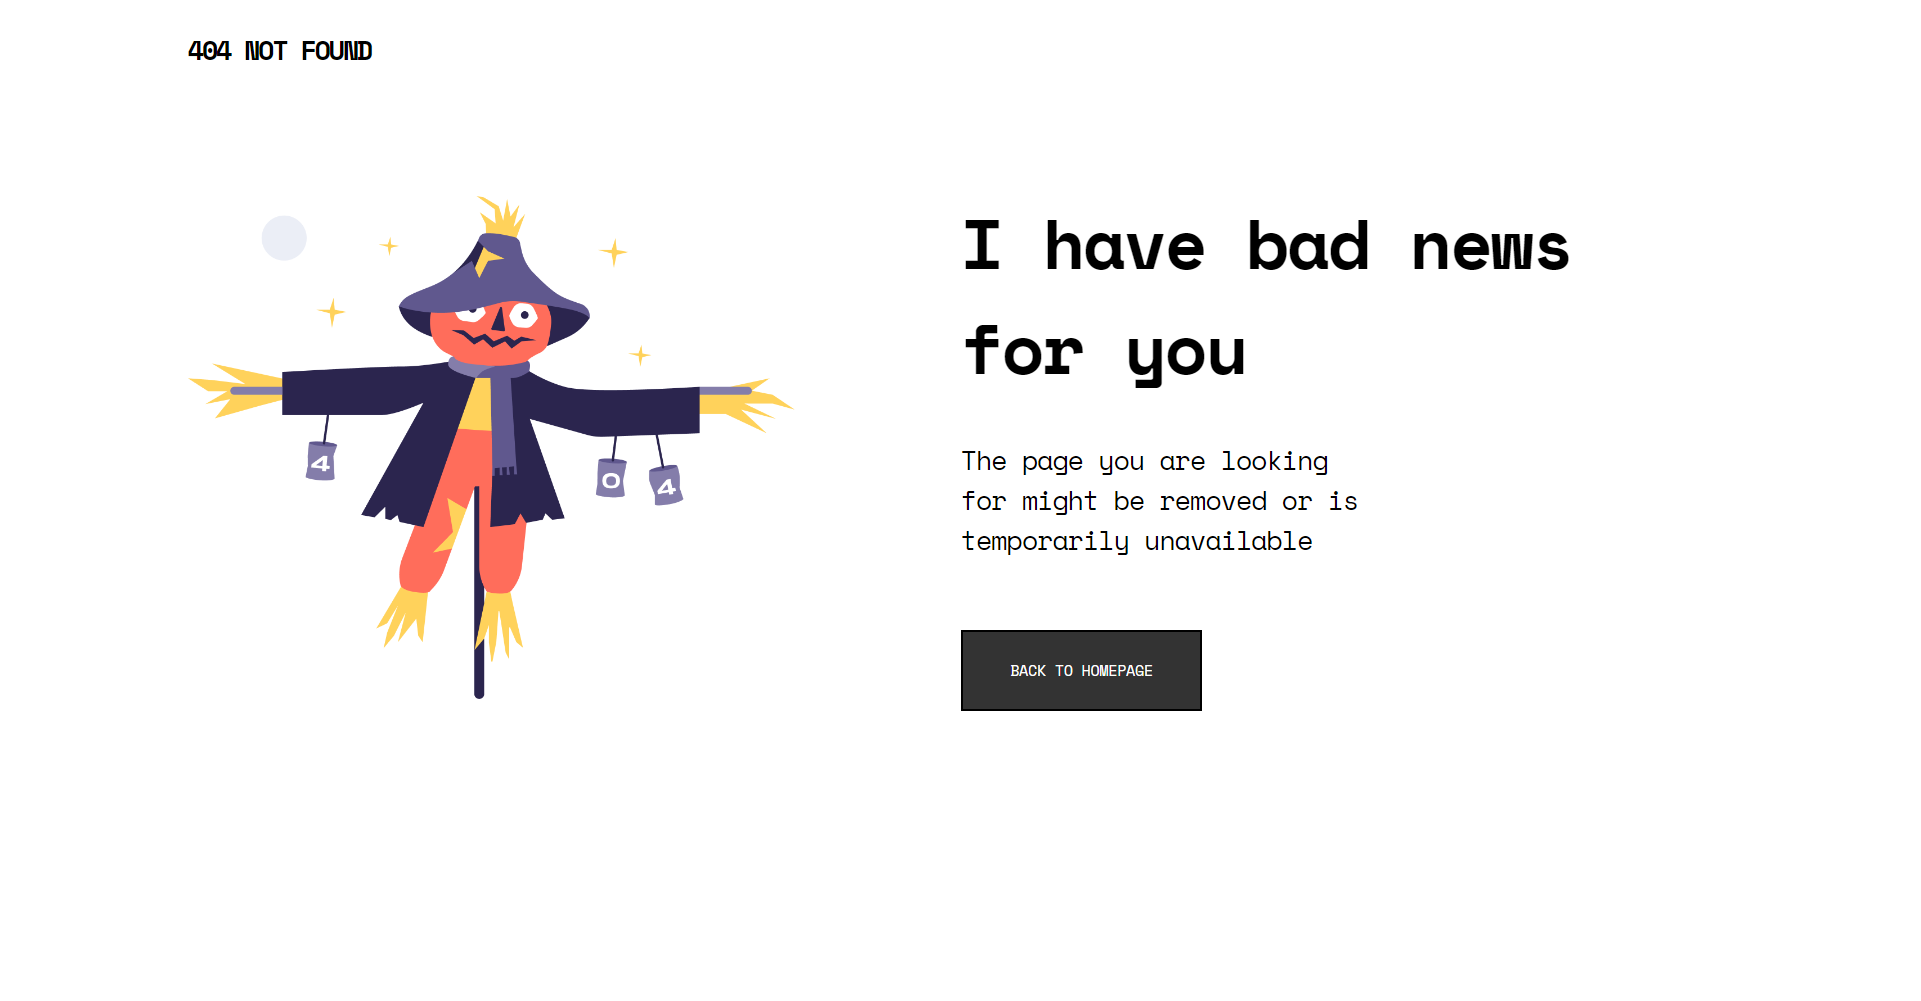 404 NOT FOUND
I have bad news
for you
4
0
4
The page you are looking
for might be removed or is
temporarily unavailable
BACK TO HOMEPAGE